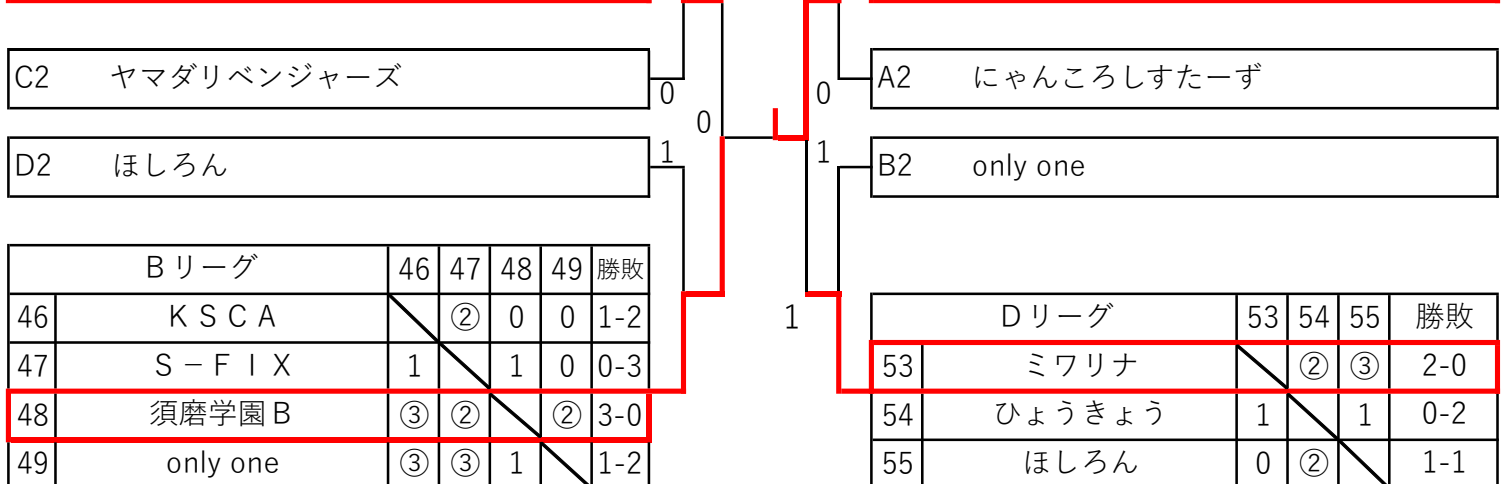 C2 ヤマダリベンジャーズ
0
0
D2 ほしろん
1
0
A2 にゃんころしすたーず
1
B2 only one
Bリーグ 46 47 48 49 勝敗
46 KSCA ② 0 0 1-2
47 S−FIX 1 1 0 0-3
48 須磨学園B ③ ② ② 3-0
49 only one ③ ③ 1 1-2
1
Dリーグ 53 54 55 勝敗
53 ミワリナ ② ③ 2-0
54 ひょうきょう 1 1 0-2
55 ほしろん 0 ② 1-1